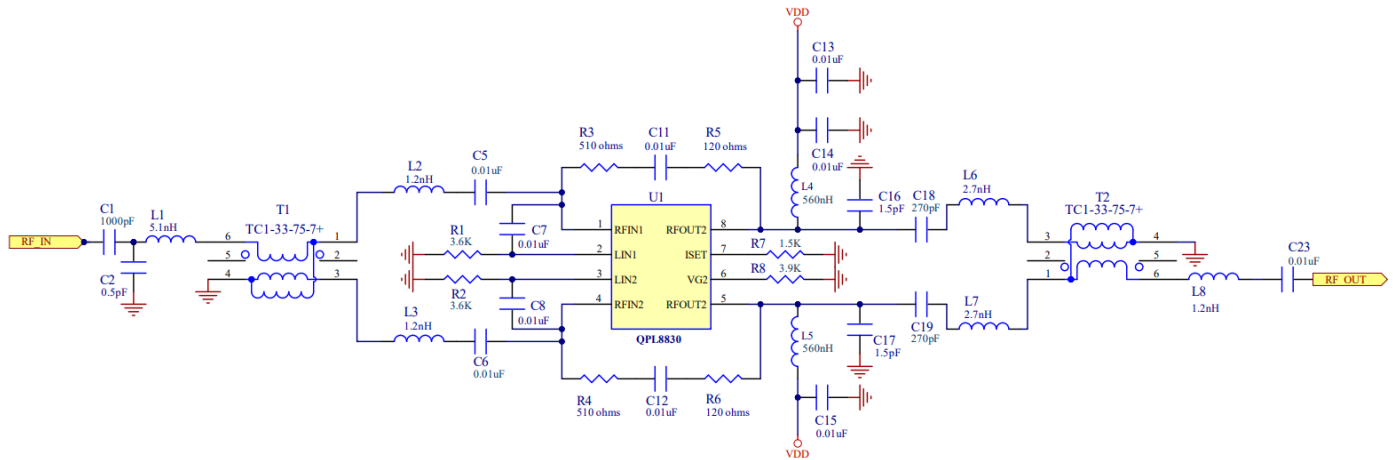 VDD
C13
0.01uF
C14
0.01uF
R3
510 ohms
C11
0.01uF
R5
120 ohms
L2
1.2nH
C5
0.01uF
L4
560nH
C16
1.5pF
C18
270pF
L6
2.7nH
T2
TC1-33-75-7+
U1
C1
1000pF
L1
5.1nH
T1
TC1-33-75-7+
RF_IN
6
1
5
2
4
3
C2
0.5pF
C7
0.01uF
R1
3.6K
R2
3.6K
C8
0.01uF
1
RFIN1
RFOUT2
8
2
LIN1
ISET
7
3
LIN2
VG2
6
4
RFIN2
RFOUT2
5
QPL8830
R7
1.5K
R8
3.9K
3
4
2
5
1
6
C23
0.01uF
RF_OUT
L8
1.2nH
L3
1.2nH
C6
0.01uF
L5
560nH
C17
1.5pF
C19
270pF
L7
2.7nH
R4
510 ohms
C12
0.01uF
R6
120 ohms
C15
0.01uF
VDD